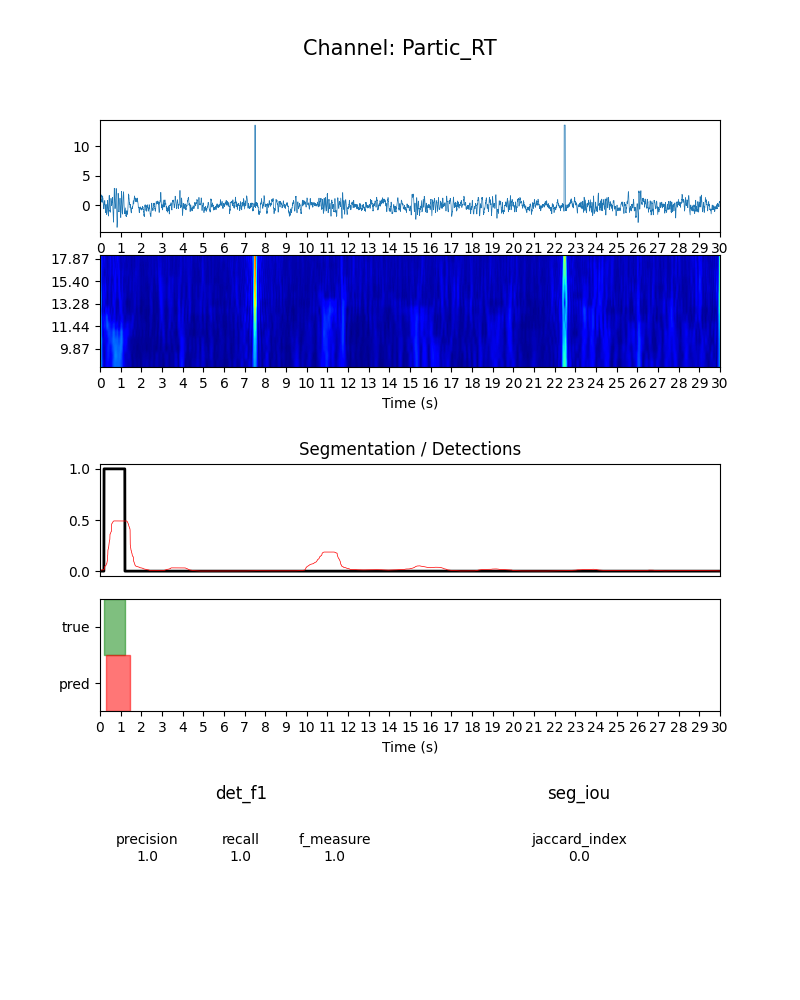 Channel: Partic_RT
10
5
0
0 1 2 3 4 5 6 7 8 9 10 11 12 13 14 15 16 17 18 19 20 21 22 23 24 25 26 27 28 29 30
17.87
15.40
13.28
11.44
9.87
0 1 2 3 4 5 6 7 8 9 10 11 12 13 14 15 16 17 18 19 20 21 22 23 24 25 26 27 28 29 30
Time (s)
Segmentation / Detections
1.0
0.5
0.0
true
pred
0 1 2 3 4 5 6 7 8 9 10 11 12 13 14 15 16 17 18 19 20 21 22 23 24 25 26 27 28 29 30
Time (s)
det_f1 seg_iou
precision recall f_measure jaccard_index
1.0 1.0 1.0 0.0